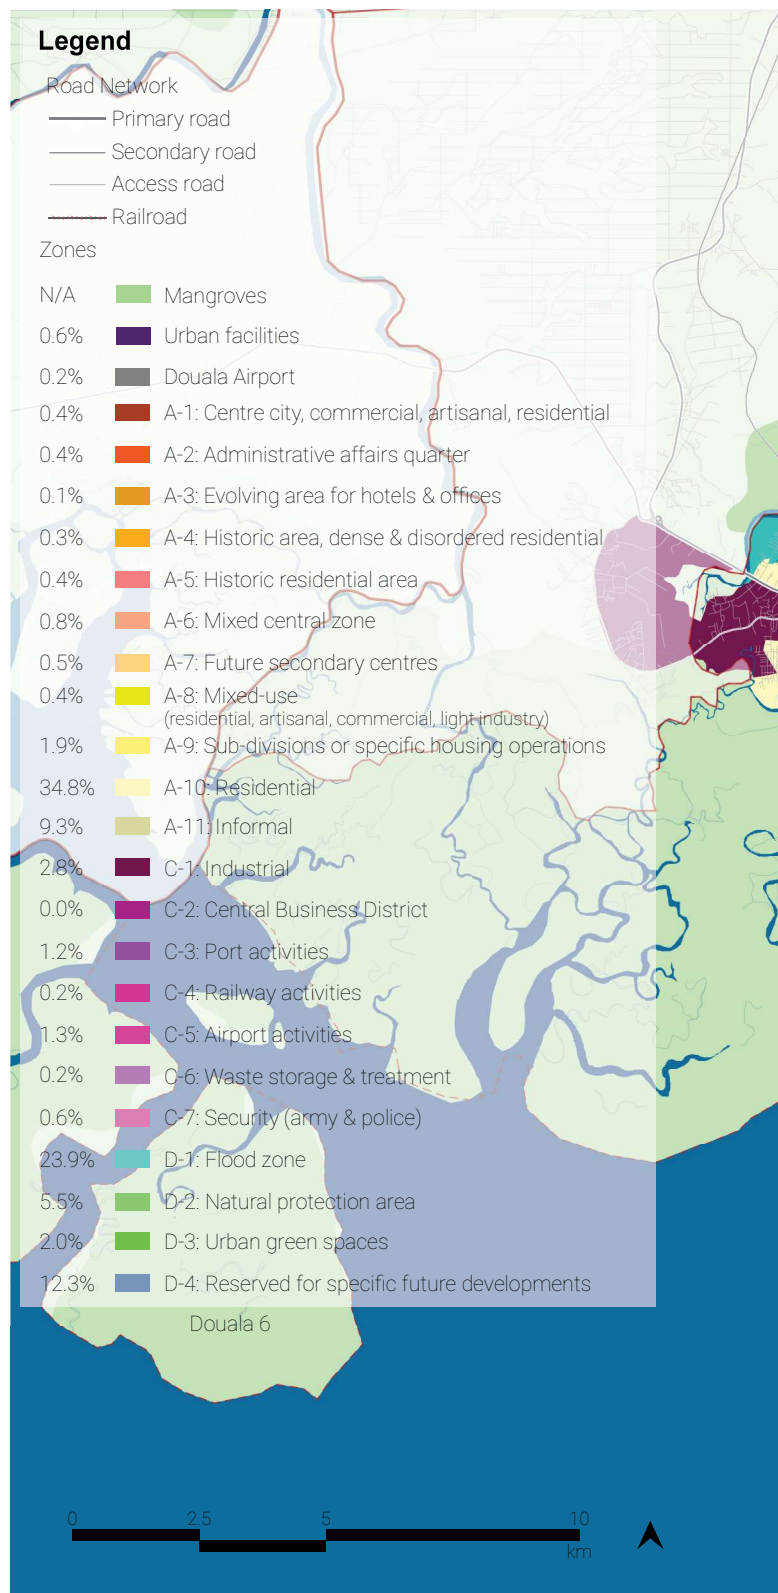 Legend
Road Network
Primary road
Secondary road
Access road
Railroad
Zones
N/A Mangroves
0.6% Urban facilities
0.2% Douala Airport
0.4% A-1: Centre city, commercial, artisanal, residential
0.4% A-2: Administrative affairs quarter
0.1% A-3: Evolving area for hotels & offices
0.3% A-4: Historic area, dense & disordered residential
0.4% A-5: Historic residential area
0.8% A-6: Mixed central zone
0.5% A-7: Future secondary centres
0.4% A-8: Mixed-use
(residential, artisanal, commercial, light industry)
1.9% A-9: Sub-divisions or specific housing operations
34.8% A-10: Residential
9.3% A-11: Informal
2.8% C-1: Industrial
0.0% C-2: Central Business District
1.2% C-3: Port activities
0.2% C-4: Railway activities
1.3% C-5: Airport activities
0.2% C-6: Waste storage & treatment
0.6% C-7: Security (army & police)
23.9% D-1: Flood zone
5.5% D-2: Natural protection area
2.0% D-3: Urban green spaces
12.3% D-4: Reserved for specific future developments
Douala 6
0 2.5 5 10
km